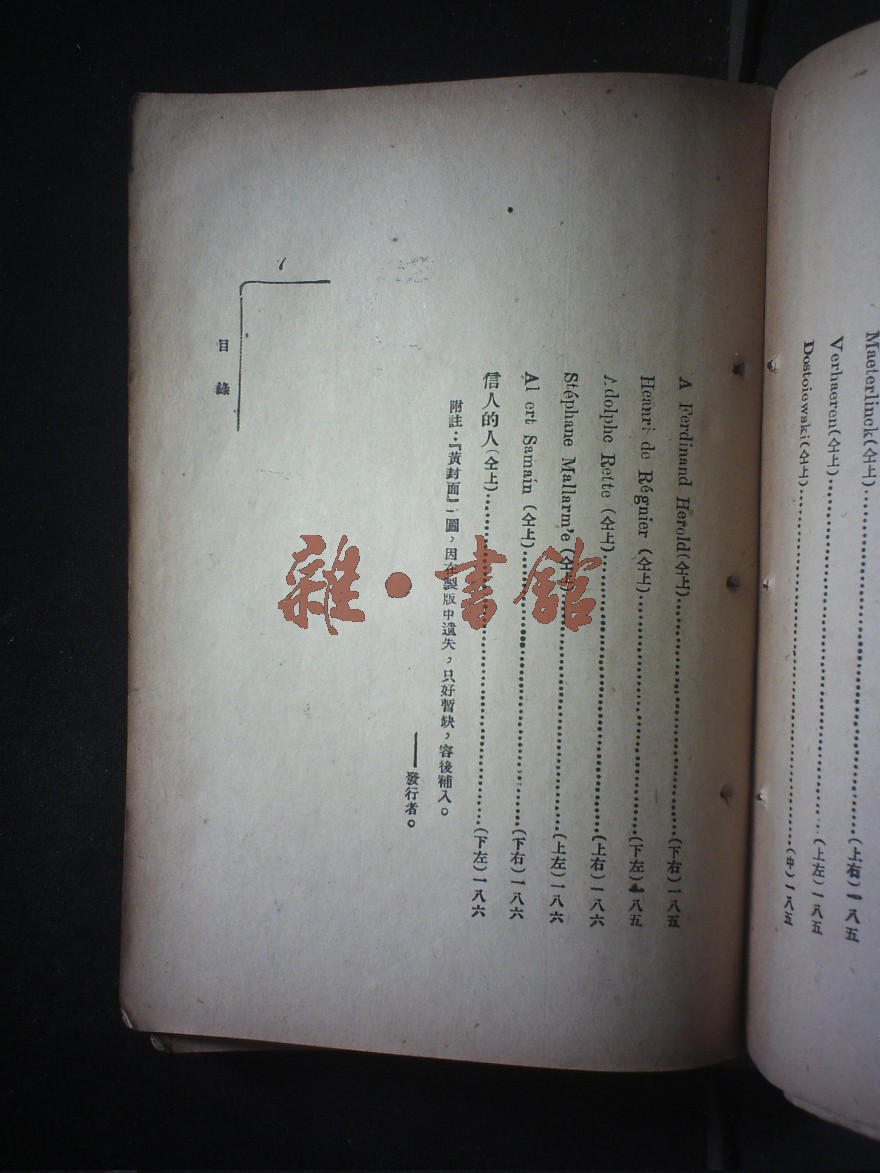 Maeterlinck(仝上)……(上右)一八五
Verhaeren(仝上)……(上左)一八五
Dostoiewski(仝上)……(中)一八五
A Ferdinand Herold(仝上)……(下右)一八五
Heanri de Régnier (仝上)……(下左)一八五
Adolphe Rette (仝上)……(上右)一八六
Stéphane Mallarm'e(仝上)……(上左)一八六
Al ert Samain (仝上)……(下右)一八六
信人的人(仝上)……(下左)一八六
附註：『黃封面』一圖，因在製版中遺失，只好暫缺，容後補入。
——發行者。
目錄
雜·書館